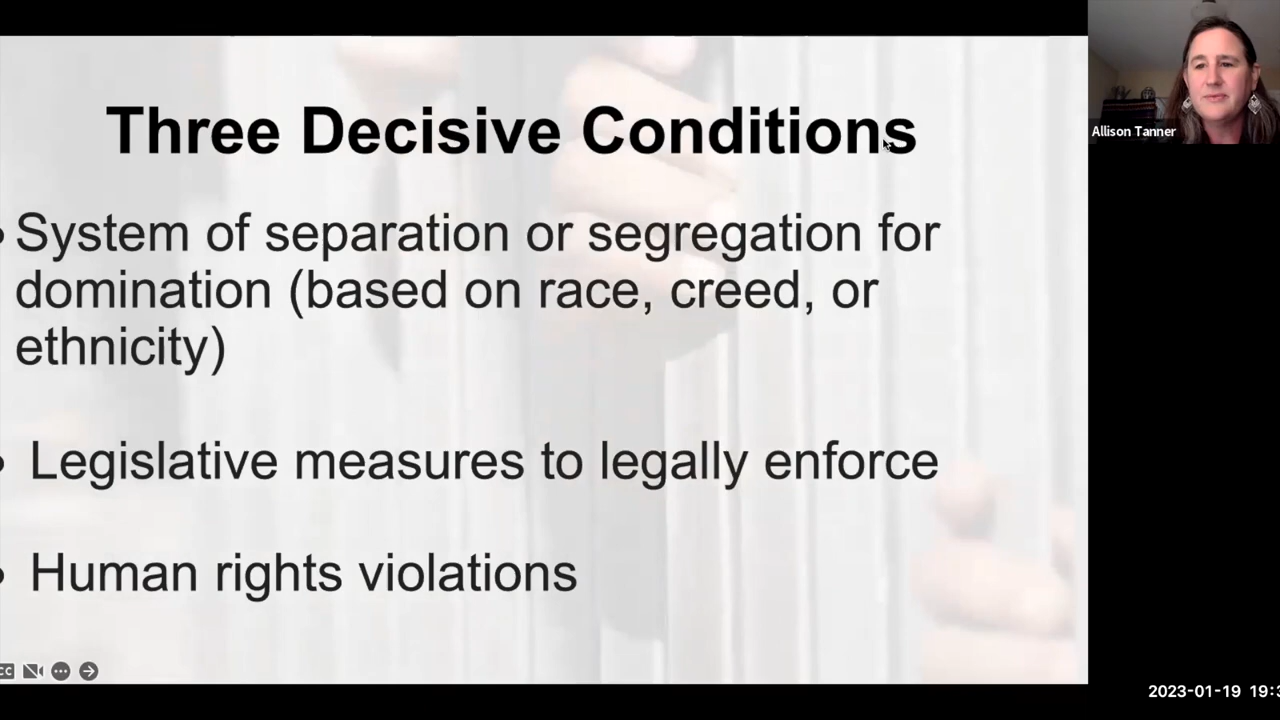 Three Decisive Conditions
Allison Tanner
• System of separation or segregation for
domination (based on race, creed, or
ethnicity)
• Legislative measures to legally enforce
• Human rights violations
CC
2023-01-19 19:3